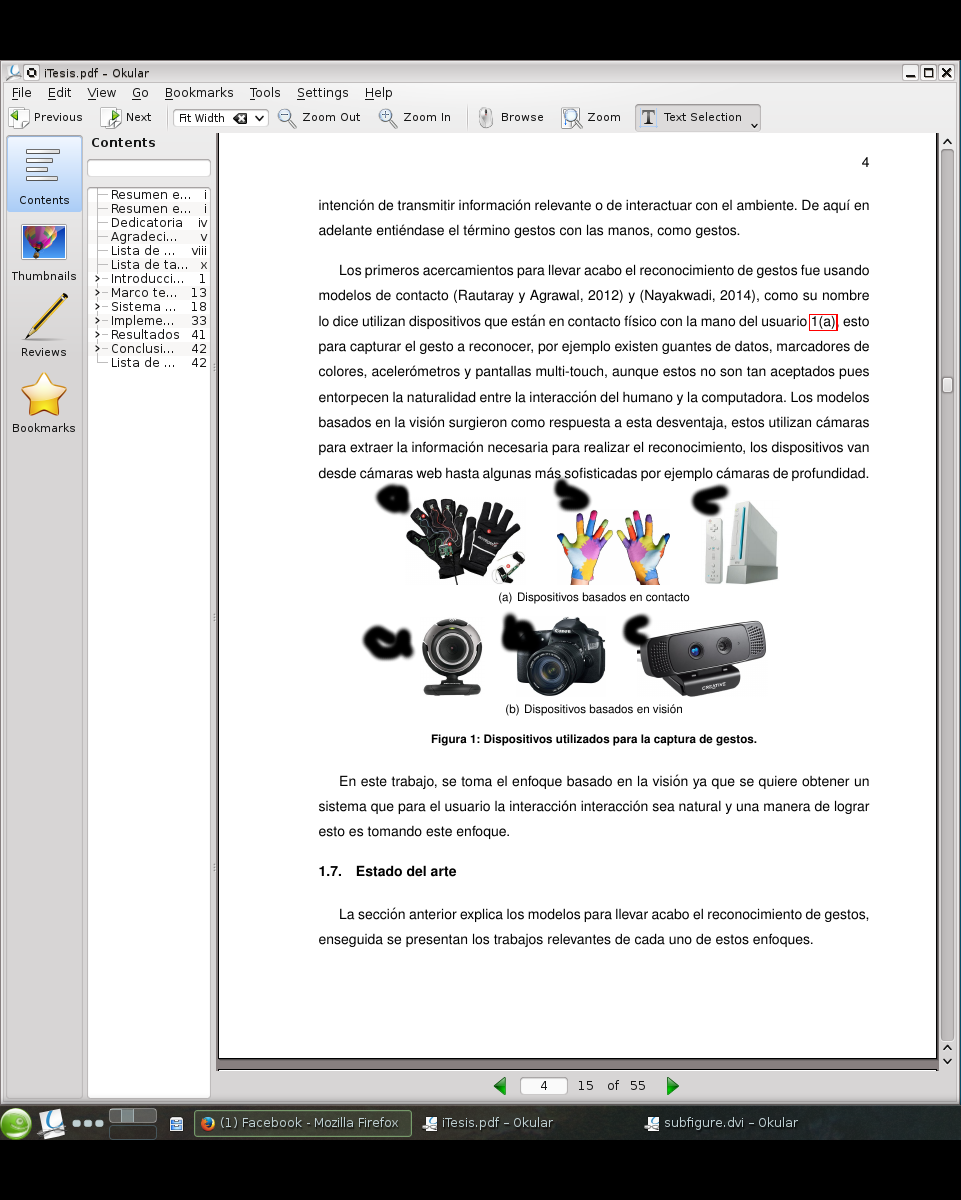 iTesis.pdf – Okular
File Edit View Go Bookmarks Tools Settings Help
Previous Next Fit Width Zoom Out Zoom In Browse Zoom Text Selection
Contents
Contents
Thumbnails
Reviews
Bookmarks
Resumen e... i
Resumen e... i
Dedicatoria iv
Agradeci... v
Lista de ... viii
Lista de ta... x
Introducci... 1
Marco te... 13
Sistema ... 18
Impleme... 33
Resultados 41
Conclusi... 42
Lista de ... 42
4
intención de transmitir información relevante o de interactuar con el ambiente. De aquí en
adelante entiéndase el término gestos con las manos, como gestos.
Los primeros acercamientos para llevar acabo el reconocimiento de gestos fue usando
modelos de contacto (Rautaray y Agrawal, 2012) y (Nayakwadi, 2014), como su nombre
lo dice utilizan dispositivos que están en contacto físico con la mano del usuario 1(a), esto
para capturar el gesto a reconocer, por ejemplo existen guantes de datos, marcadores de
colores, acelerómetros y pantallas multi-touch, aunque estos no son tan aceptados pues
entorpecen la naturalidad entre la interacción del humano y la computadora. Los modelos
basados en la visión surgieron como respuesta a esta desventaja, estos utilizan cámaras
para extraer la información necesaria para realizar el reconocimiento, los dispositivos van
desde cámaras web hasta algunas más sofisticadas por ejemplo cámaras de profundidad.
a b c
(a) Dispositivos basados en contacto
a b c
Canon
CREATIVE
(b) Dispositivos basados en visión
Figura 1: Dispositivos utilizados para la captura de gestos.
En este trabajo, se toma el enfoque basado en la visión ya que se quiere obtener un
sistema que para el usuario la interacción interacción sea natural y una manera de lograr
esto es tomando este enfoque.
1.7. Estado del arte
La sección anterior explica los modelos para llevar acabo el reconocimiento de gestos,
enseguida se presentan los trabajos relevantes de cada uno de estos enfoques.
4 15 of 55
(1) Facebook - Mozilla Firefox iTesis.pdf – Okular subfigure.dvi – Okular